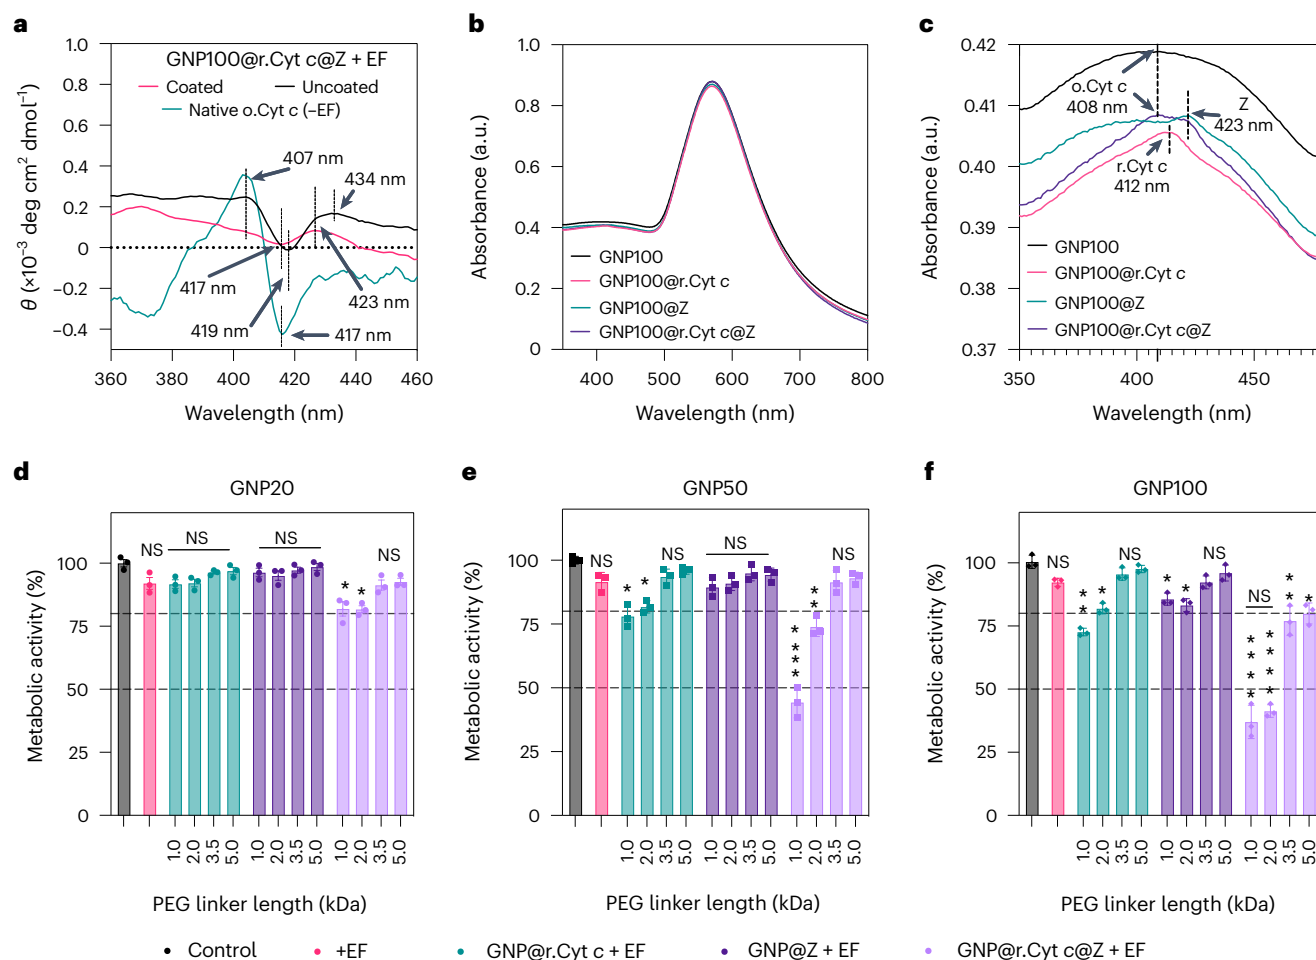 a
GNP100@r.Cyt c@Z + EF
Coated
Uncoated
Native o.Cyt c (–EF)
1.0
0.8
0.6
0.4
0.2
0
–0.2
–0.4
θ (×10⁻³ deg cm² dmol⁻¹)
407 nm
434 nm
417 nm
419 nm
423 nm
417 nm
360 380 400 420 440 460
Wavelength (nm)
b
1.0
0.8
0.6
0.4
0.2
0
Absorbance (a.u.)
GNP100
GNP100@r.Cyt c
GNP100@Z
GNP100@r.Cyt c@Z
400 500 600 700 800
Wavelength (nm)
c
0.42
0.41
0.40
0.39
0.38
0.37
Absorbance (a.u.)
o.Cyt c
408 nm
Z
423 nm
r.Cyt c
412 nm
GNP100
GNP100@r.Cyt c
GNP100@Z
GNP100@r.Cyt c@Z
350 400 450
Wavelength (nm)
d
GNP20
100
75
50
25
0
Metabolic activity (%)
NS
NS
NS
*
*
NS
1.0 2.0 3.5 5.0 1.0 2.0 3.5 5.0 1.0 2.0 3.5 5.0
PEG linker length (kDa)
e
GNP50
100
75
50
25
0
Metabolic activity (%)
NS
*
*
NS
NS
****
**
NS
1.0 2.0 3.5 5.0 1.0 2.0 3.5 5.0 1.0 2.0 3.5 5.0
PEG linker length (kDa)
f
GNP100
100
75
50
25
0
Metabolic activity (%)
NS
**
*
NS
*
*
NS
NS
****
****
**
*
1.0 2.0 3.5 5.0 1.0 2.0 3.5 5.0 1.0 2.0 3.5 5.0
PEG linker length (kDa)
Control
+EF
GNP@r.Cyt c + EF
GNP@Z + EF
GNP@r.Cyt c@Z + EF